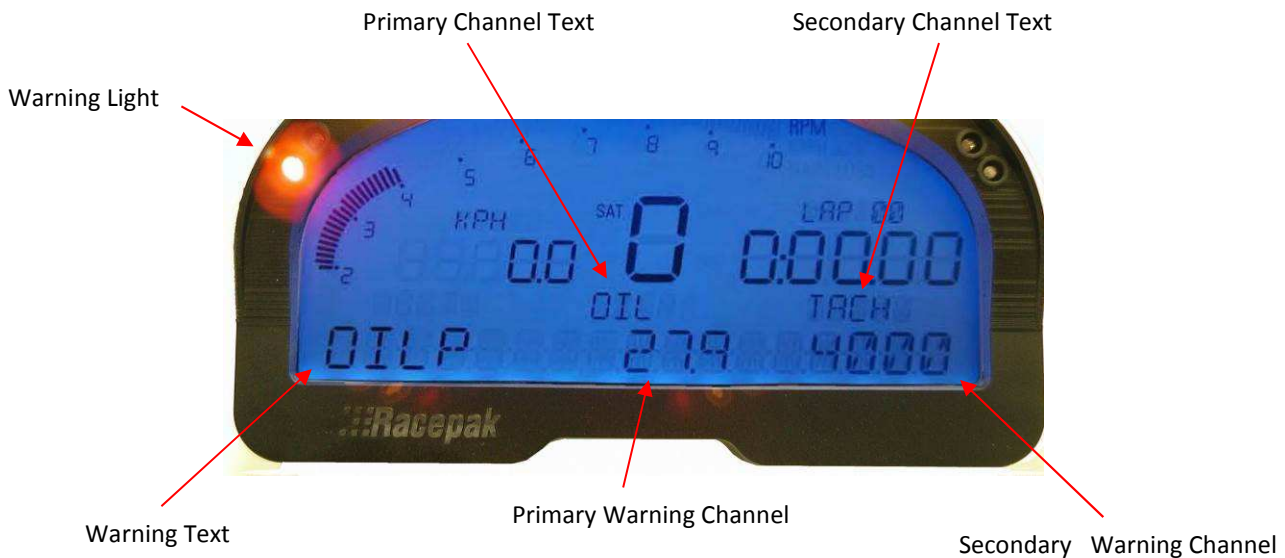 Primary Channel Text
Secondary Channel Text
Warning Light
RPM
5 6 7 8 9 10
4
3
2
KPH
SAT
0
LAP 00
0.0
0:00.00
OIL
TACH
OILP
27.9
4000
Racepak
Warning Text
Primary Warning Channel
Secondary Warning Channel